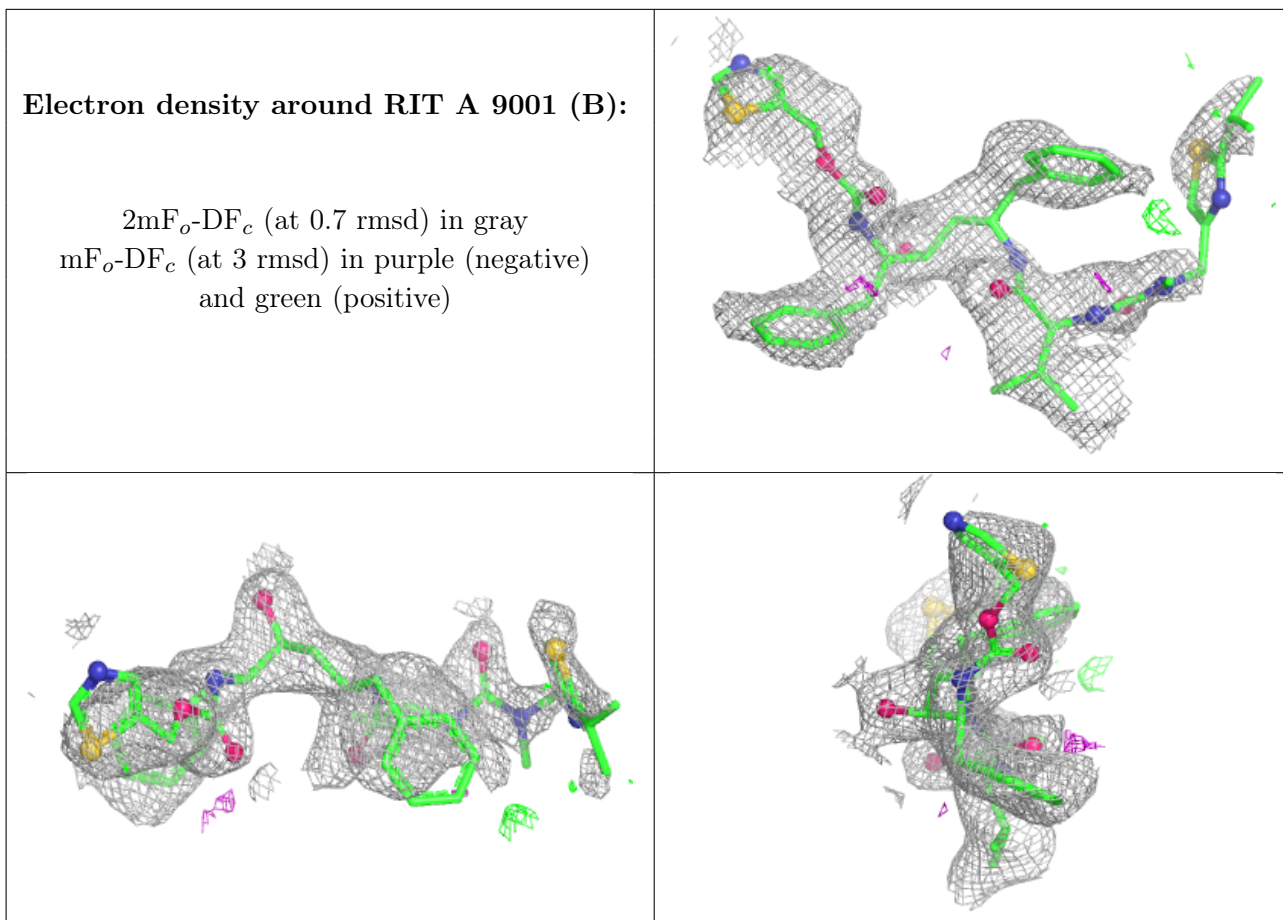 Electron density around RIT A 9001 (B):
2mFₒ-DF𝒸 (at 0.7 rmsd) in gray
mFₒ-DF𝒸 (at 3 rmsd) in purple (negative)
and green (positive)